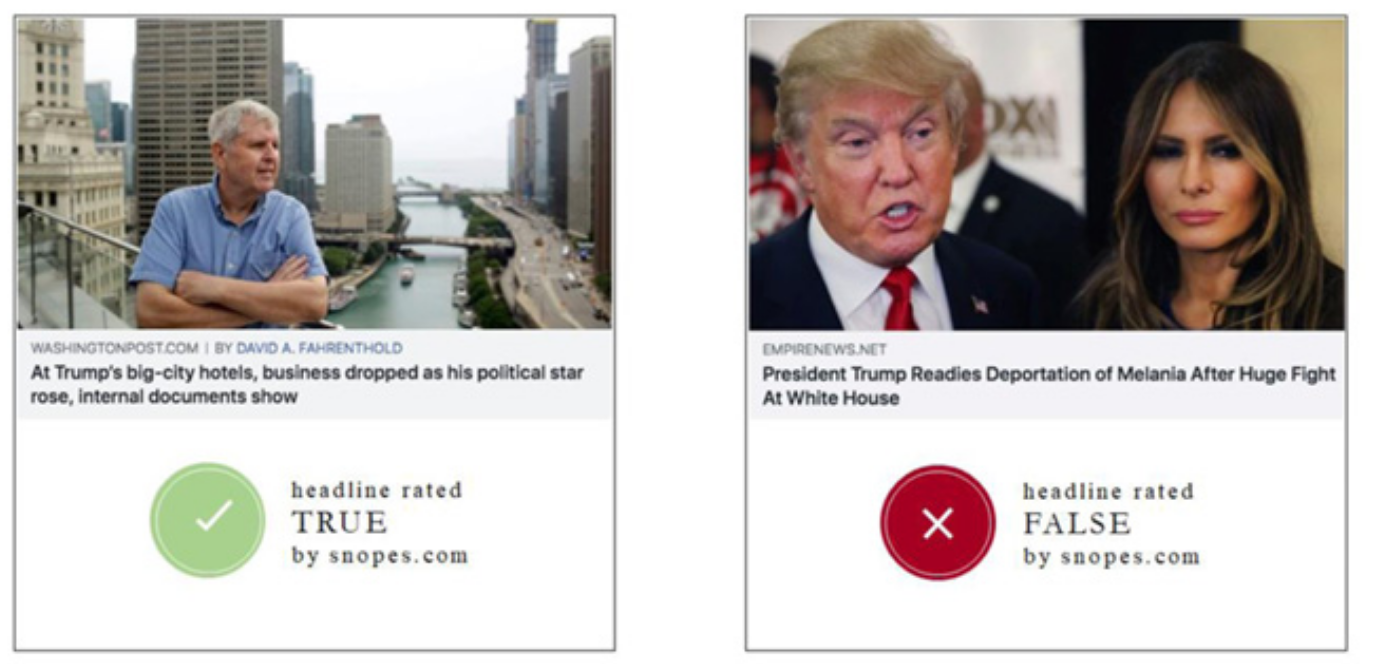 WASHINGTONPOST.COM | BY DAVID A. FAHRENTHOLD
At Trump's big-city hotels, business dropped as his political star
rose, internal documents show
headline rated
TRUE
by snopes.com
EMPIRENEWS.NET
President Trump Readies Deportation of Melania After Huge Fight
At White House
headline rated
FALSE
by snopes.com